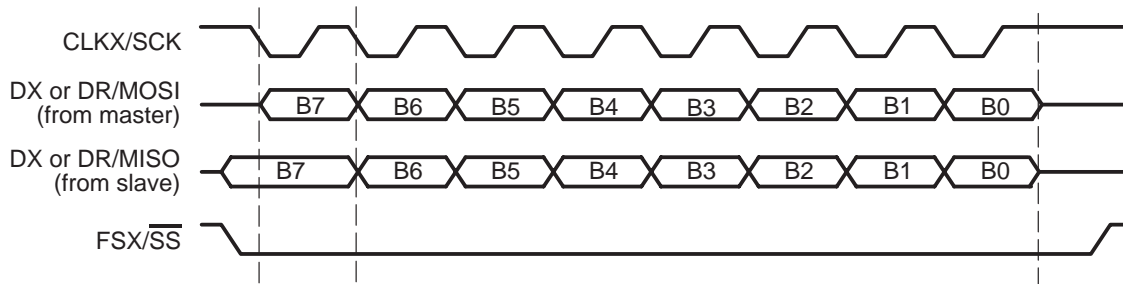 CLKX/SCK
DX or DR/MOSI
(from master)
B7 B6 B5 B4 B3 B2 B1 B0
DX or DR/MISO
(from slave)
B7 B6 B5 B4 B3 B2 B1 B0
FSX/S̅S̅